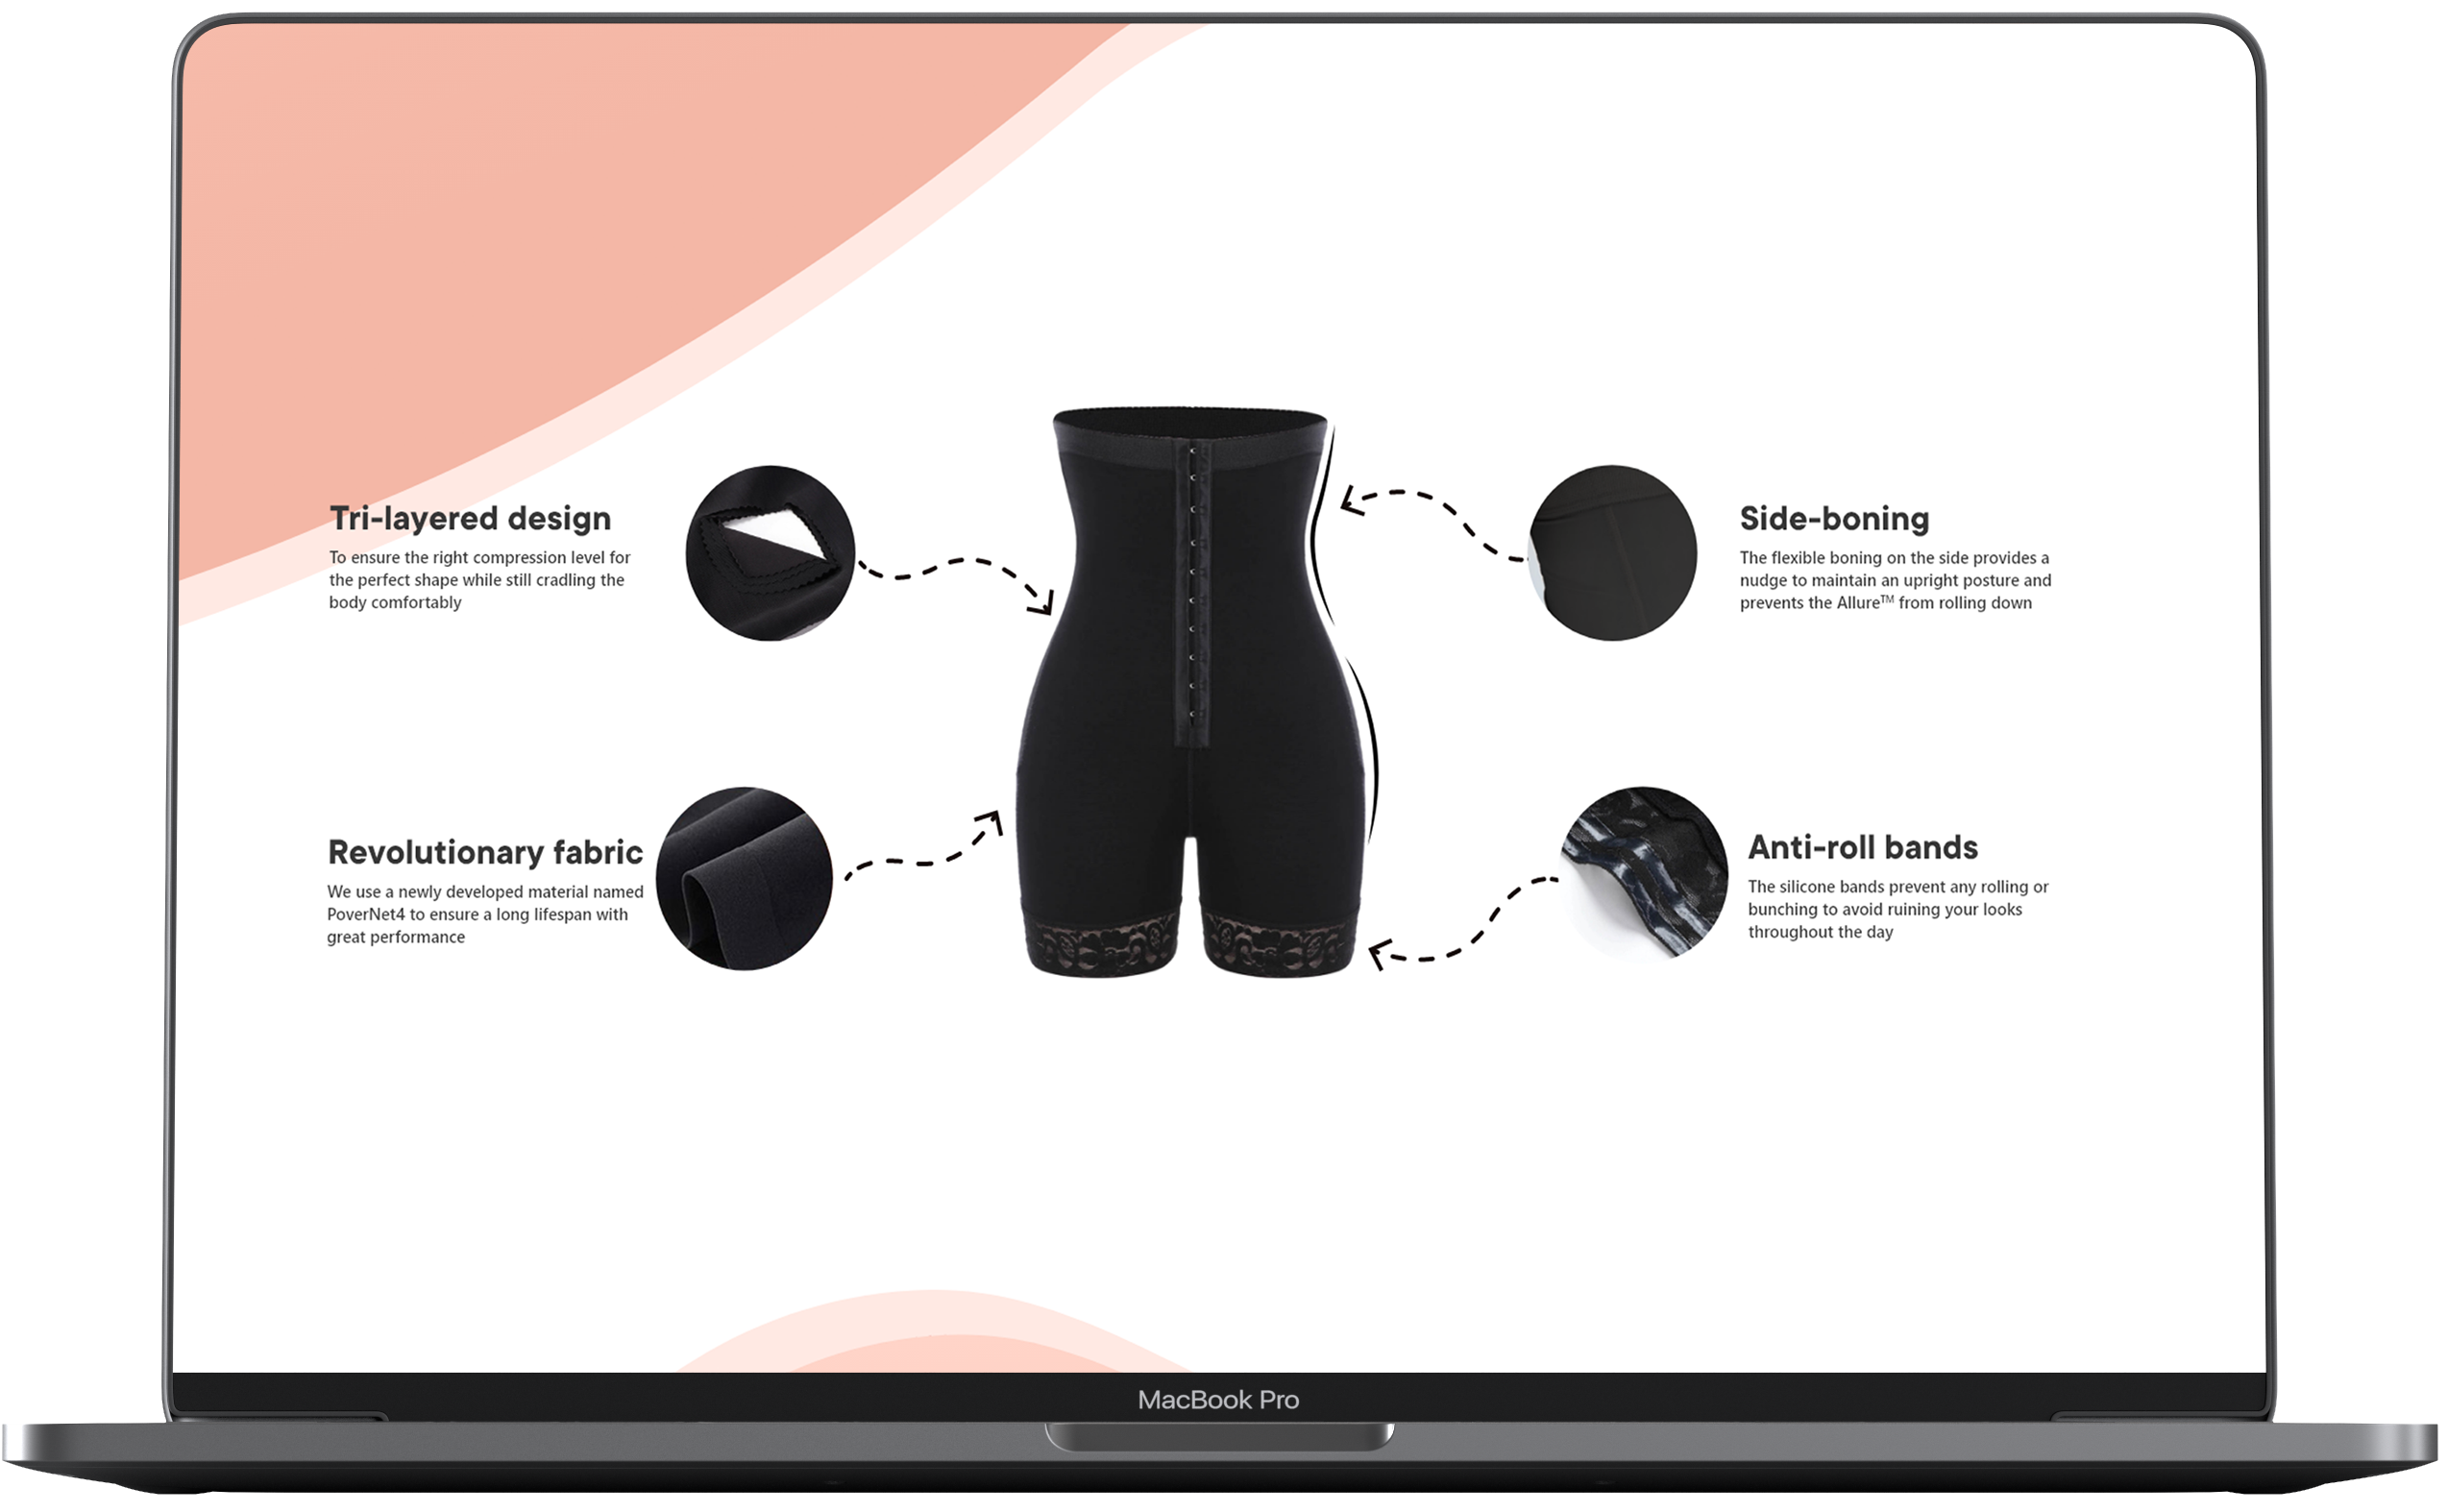 Tri-layered design
To ensure the right compression level for
the perfect shape while still cradling the
body comfortably
Side-boning
The flexible boning on the side provides a
nudge to maintain an upright posture and
prevents the Allure™ from rolling down
Revolutionary fabric
We use a newly developed material named
PoverNet4 to ensure a long lifespan with
great performance
Anti-roll bands
The silicone bands prevent any rolling or
bunching to avoid ruining your looks
throughout the day
MacBook Pro